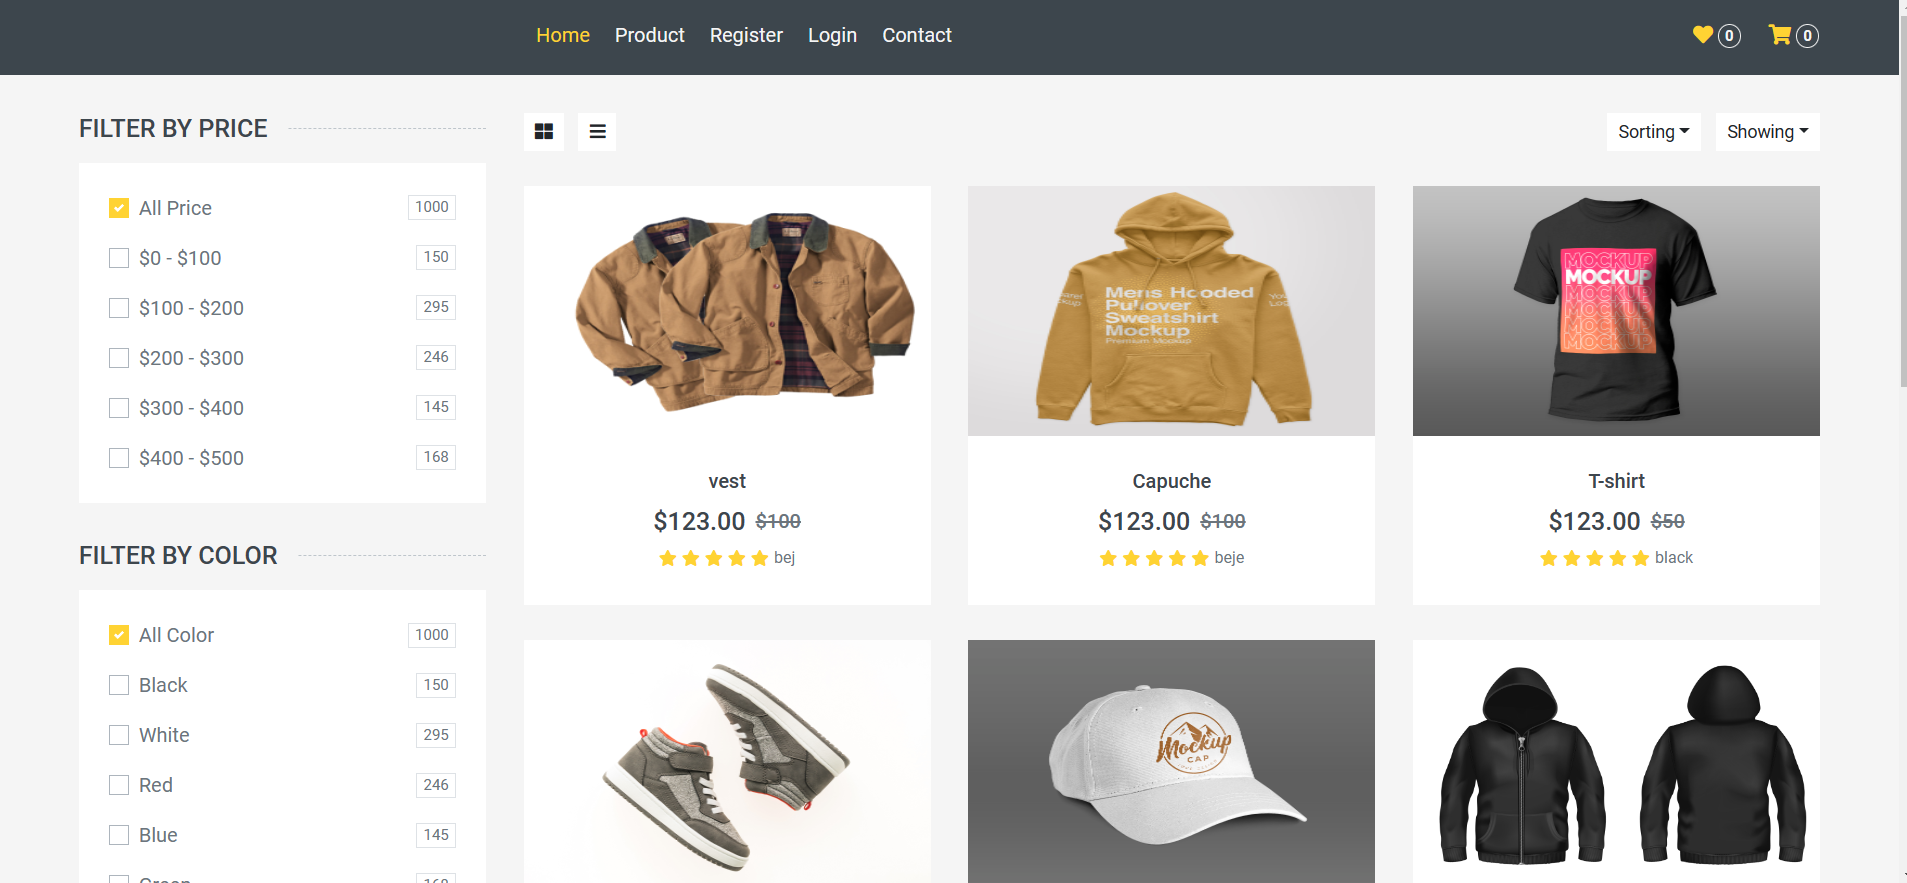 Home Product Register Login Contact
0 0
FILTER BY PRICE
All Price 1000
$0 - $100 150
$100 - $200 295
$200 - $300 246
$300 - $400 145
$400 - $500 168
FILTER BY COLOR
All Color 1000
Black 150
White 295
Red 246
Blue 145
Green 168
Sorting Showing
Mens Hooded
Pullover
Sweatshirt
Mockup
Premium Mockup
MOCKUP
MOCKUP
MOCKUP
MOCKUP
MOCKUP
MOCKUP
vest
$123.00 $100
bej
Capuche
$123.00 $100
beje
T-shirt
$123.00 $50
black
Mockup
CAP